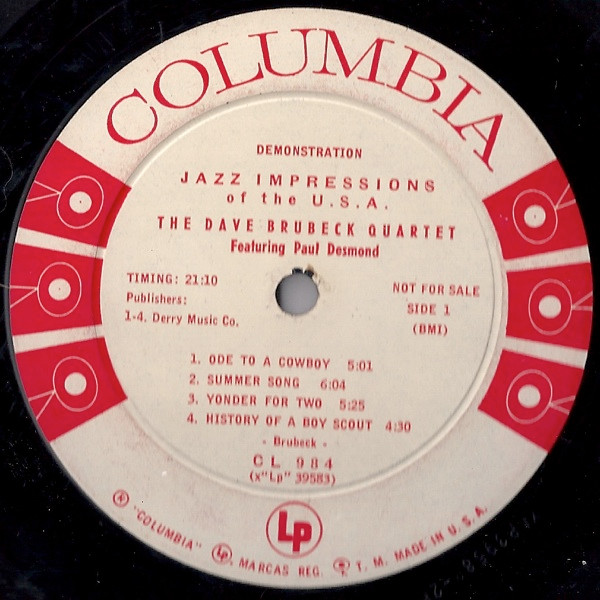 COLUMBIA
DEMONSTRATION
JAZZ IMPRESSIONS
of the U.S.A.
THE DAVE BRUBECK QUARTET
Featuring Paul Desmond
TIMING: 21:10
Publishers:
1-4. Derry Music Co.
NOT FOR SALE
SIDE 1
(BMI)
1. ODE TO A COWBOY 5:01
2. SUMMER SONG 6:04
3. YONDER FOR TWO 5:25
4. HISTORY OF A BOY SCOUT 4:30
- Brubeck -
CL 984
(x"Lp" 39583)
Lp
® "COLUMBIA" Lp, MARCAS REG. T. M. MADE IN U.S.A.